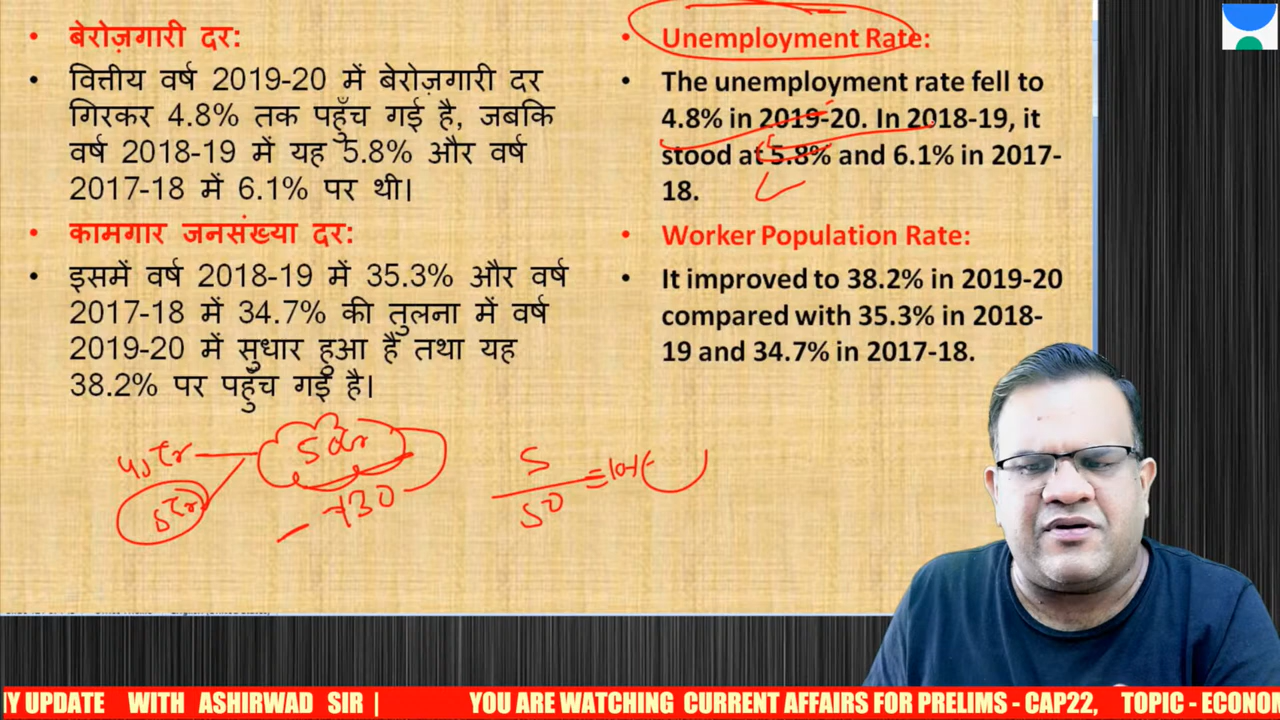 • बेरोज़गारी दर:
• वित्तीय वर्ष 2019-20 में बेरोज़गारी दर
गिरकर 4.8% तक पहुँच गई है, जबकि
वर्ष 2018-19 में यह 5.8% और वर्ष
2017-18 में 6.1% पर थी।
• कामगार जनसंख्या दर:
• इसमें वर्ष 2018-19 में 35.3% और वर्ष
2017-18 में 34.7% की तुलना में वर्ष
2019-20 में सुधार हुआ है तथा यह
38.2% पर पहुँच गई है।
• Unemployment Rate:
• The unemployment rate fell to
4.8% in 2019-20. In 2018-19, it
stood at 5.8% and 6.1% in 2017-
18.
• Worker Population Rate:
• It improved to 38.2% in 2019-20
compared with 35.3% in 2018-
19 and 34.7% in 2017-18.
5
50
MY UPDATE WITH ASHIRWAD SIR | YOU ARE WATCHING CURRENT AFFAIRS FOR PRELIMS - CAP22, TOPIC - ECONO